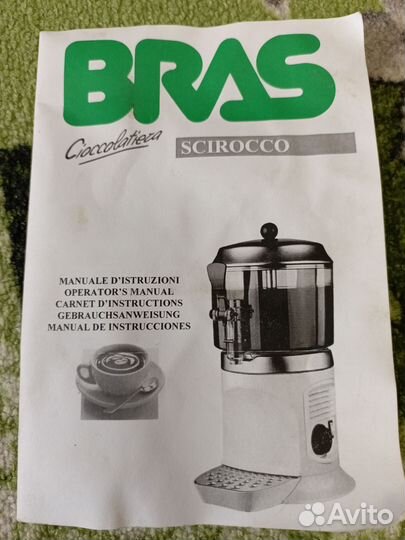 BRAS
Cioccolatiera
SCIROCCO
MANUALE D'ISTRUZIONI
OPERATOR'S MANUAL
CARNET D'INSTRUCTIONS
GEBRAUCHSANWEISUNG
MANUAL DE INSTRUCCIONES
Avito